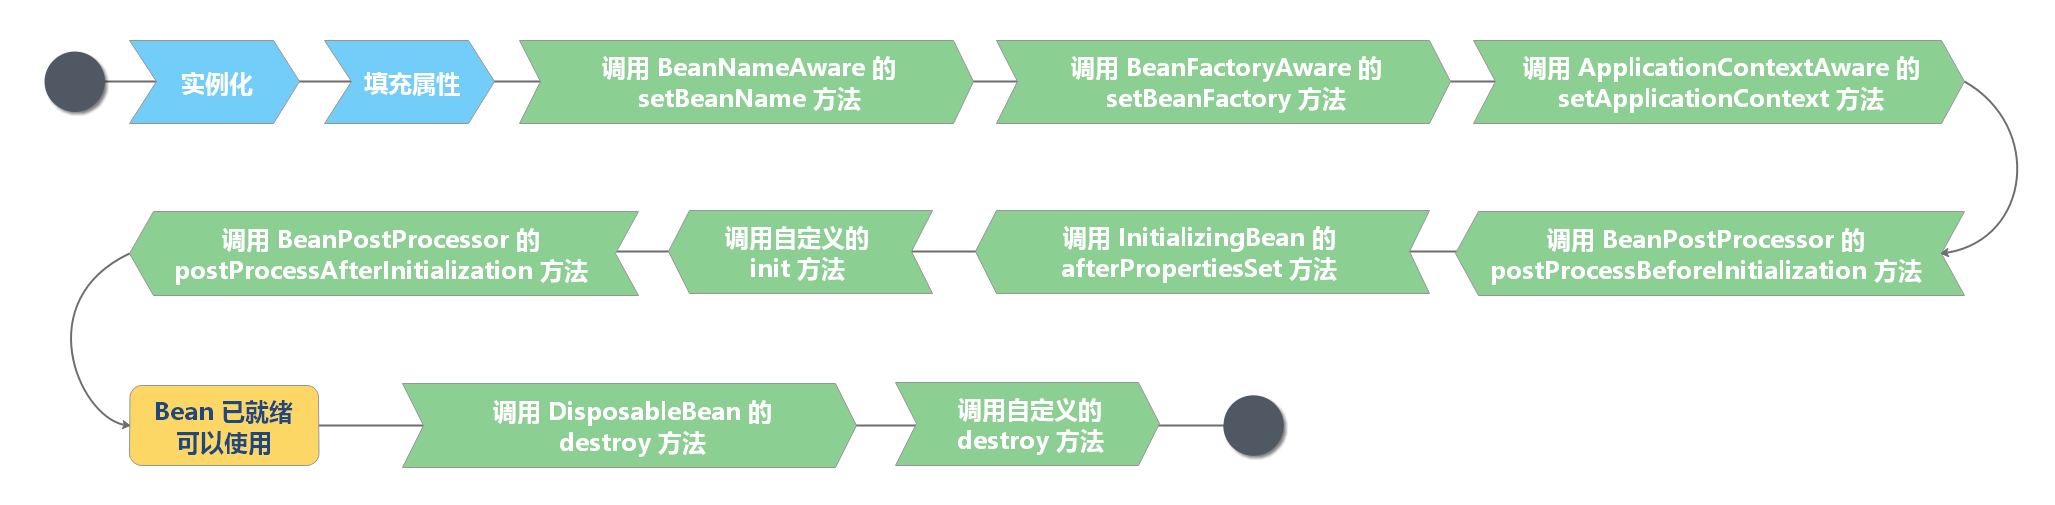 实例化
填充属性
调用 BeanNameAware 的
setBeanName 方法
调用 BeanFactoryAware 的
setBeanFactory 方法
调用 ApplicationContextAware 的
setApplicationContext 方法
调用 BeanPostProcessor 的
postProcessBeforeInitialization 方法
调用 InitializingBean 的
afterPropertiesSet 方法
调用自定义的
init 方法
调用 BeanPostProcessor 的
postProcessAfterInitialization 方法
Bean 已就绪
可以使用
调用 DisposableBean 的
destroy 方法
调用自定义的
destroy 方法